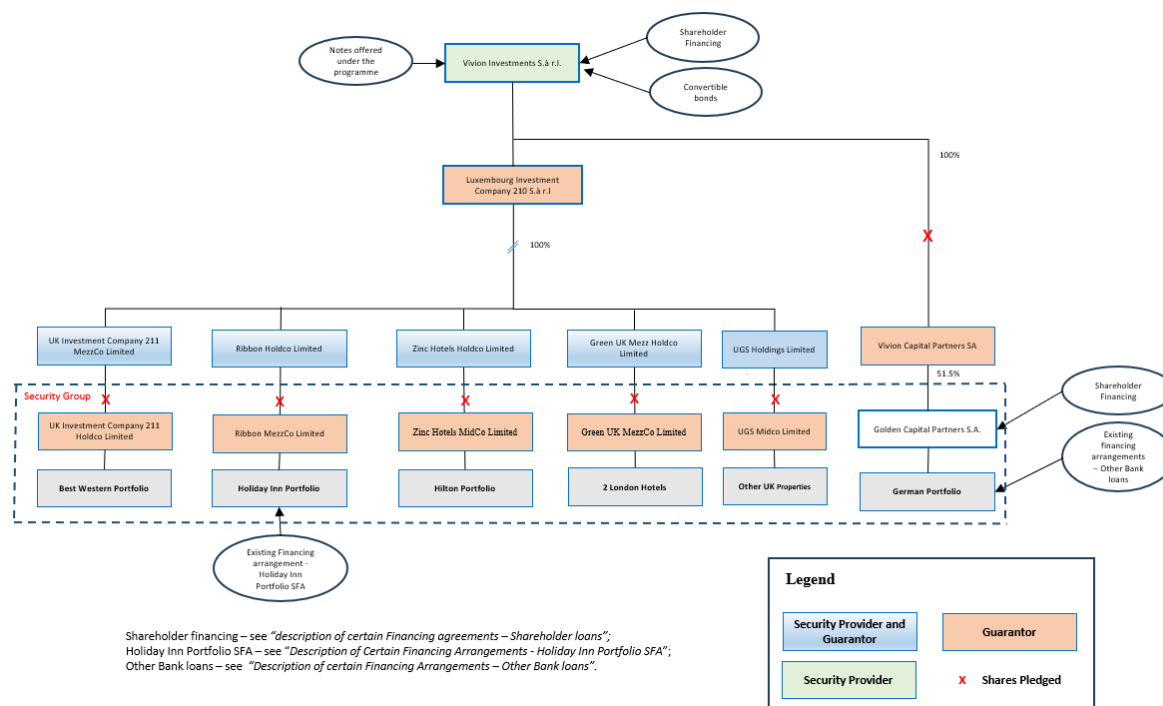 Notes offered
under the
programme
Vivion Investments S.à r.l.
Shareholder
Financing
Convertible
bonds
100%
Luxembourg Investment
Company 210 S.à r.l
X
100%
UK Investment Company 211
MezzCo Limited
Ribbon Holdco Limited
Zinc Hotels Holdco Limited
Green UK Mezz Holdco
Limited
UGS Holdings Limited
Vivion Capital Partners SA
51.5%
Security Group
X
X
X
X
X
Shareholder
Financing
UK Investment Company 211
Holdco Limited
Ribbon MezzCo Limited
Zinc Hotels MidCo Limited
Green UK MezzCo Limited
UGS Midco Limited
Golden Capital Partners S.A.
Existing
financing
arrangements
– Other Bank
loans
Best Western Portfolio
Holiday Inn Portfolio
Hilton Portfolio
2 London Hotels
Other UK Properties
German Portfolio
Existing Financing
arrangement -
Holiday Inn
Portfolio SFA
Legend
Security Provider and
Guarantor
Guarantor
Security Provider
X Shares Pledged
Shareholder financing – see “description of certain Financing agreements – Shareholder loans”;
Holiday Inn Portfolio SFA – see “Description of Certain Financing Arrangements - Holiday Inn Portfolio SFA”;
Other Bank loans – see “Description of certain Financing Arrangements – Other Bank loans”.